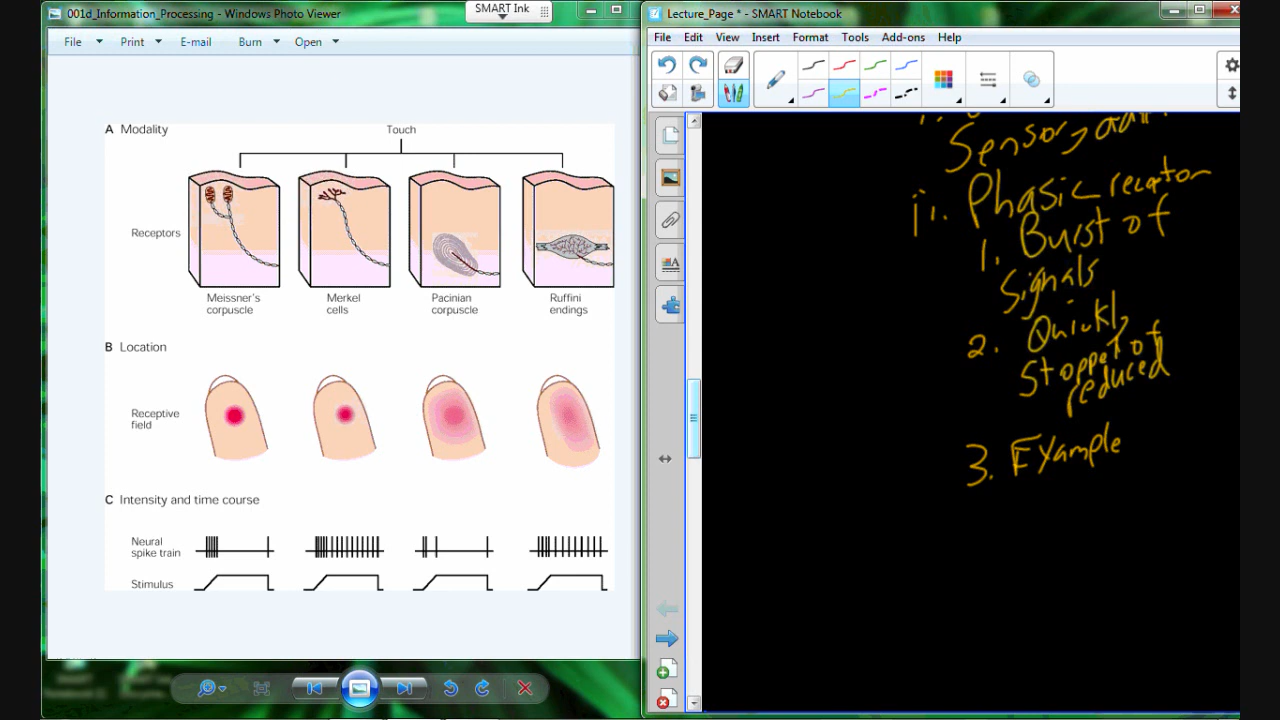 001d_Information_Processing - Windows Photo Viewer
SMART Ink
File Print E-mail Burn Open
A Modality
Touch
Receptors
Meissner's corpuscle
Merkel cells
Pacinian corpuscle
Ruffini endings
B Location
Receptive field
C Intensity and time course
Neural spike train
Stimulus
Lecture_Page * - SMART Notebook
File Edit View Insert Format Tools Add-ons Help
Sensory
ii. Phasic receptor
1. Burst of
Signals
2. Quickly
Stopped or
reduced
3. Example